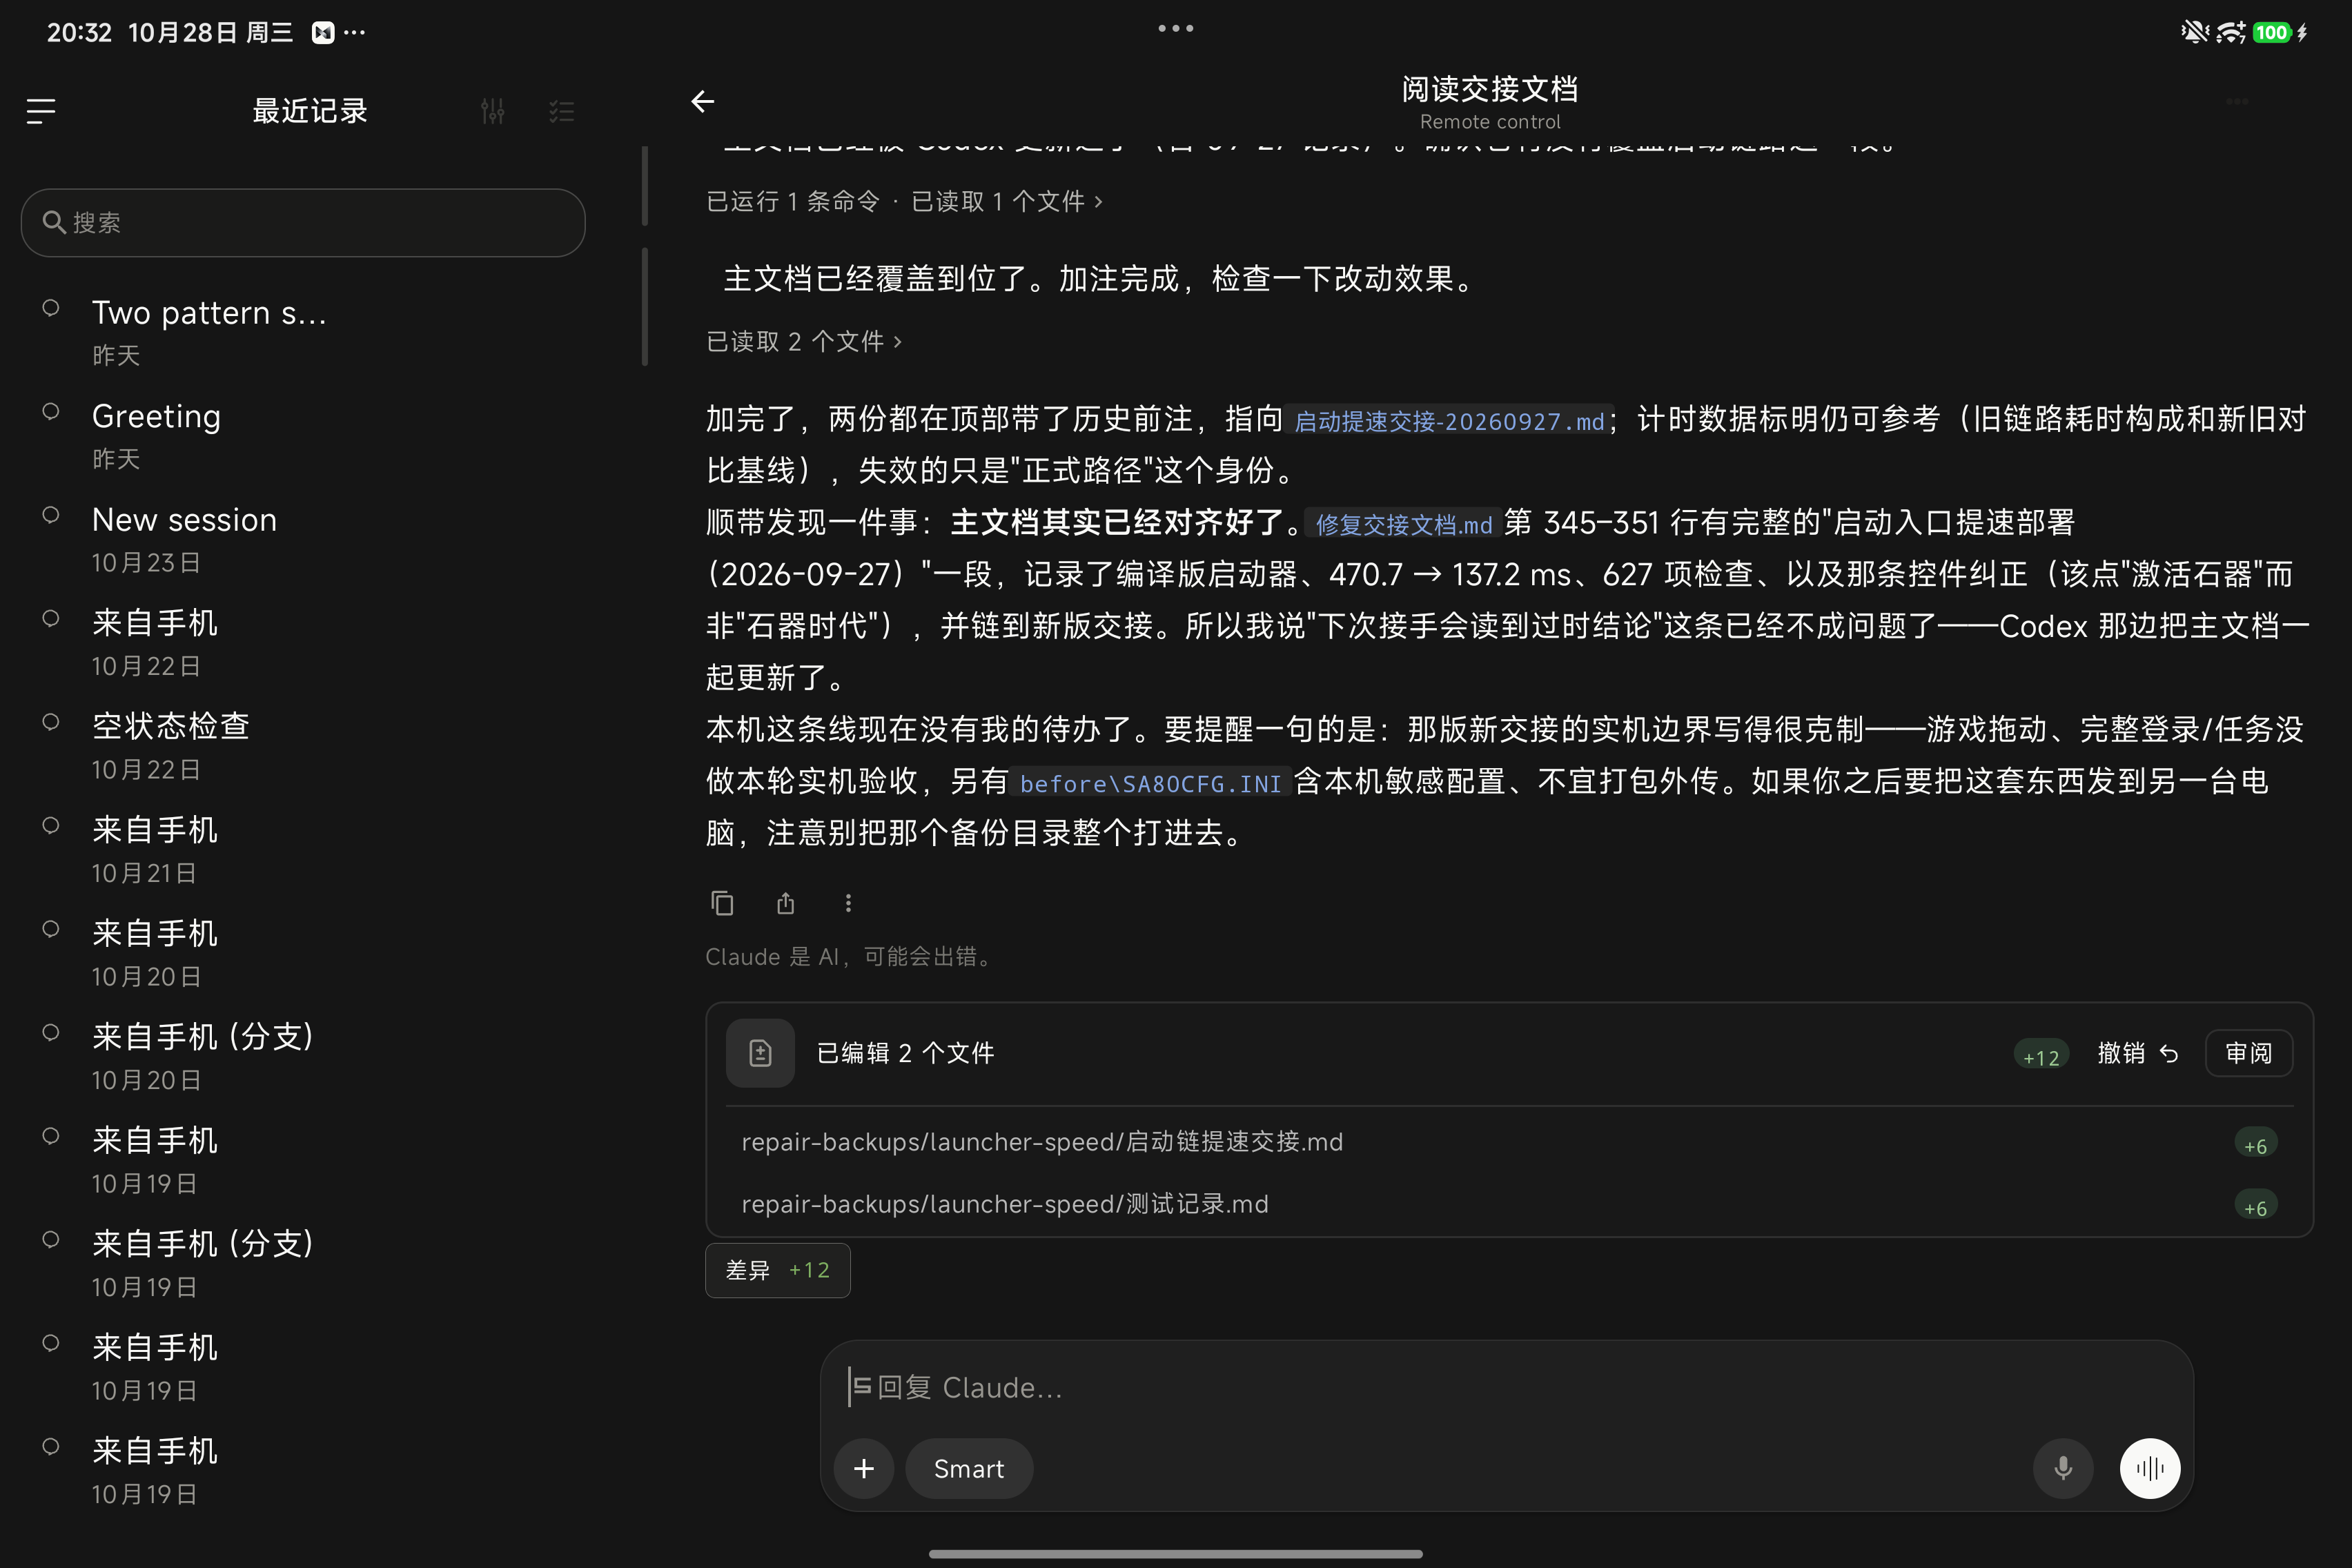 20:32 10月28日 周三
100
最近记录
搜索
Two pattern s...
昨天
Greeting
昨天
New session
10月23日
来自手机
10月22日
空状态检查
10月22日
来自手机
10月21日
来自手机
10月20日
来自手机 (分支)
10月20日
来自手机
10月19日
来自手机 (分支)
10月19日
来自手机
10月19日
来自手机
10月19日
阅读交接文档
Remote control
已运行 1 条命令 · 已读取 1 个文件 >
主文档已经覆盖到位了。加注完成，检查一下改动效果。
已读取 2 个文件 >
加完了，两份都在顶部带了历史前注，指向 启动提速交接-20260927.md；计时数据标明仍可参考（旧链路耗时构成和新旧对
比基线），失效的只是"正式路径"这个身份。
顺带发现一件事：主文档其实已经对齐好了。修复交接文档.md 第 345–351 行有完整的"启动入口提速部署
（2026-09-27）"一段，记录了编译版启动器、470.7 → 137.2 ms、627 项检查、以及那条控件纠正（该点"激活石器"而
非"石器时代"），并链到新版交接。所以我说"下次接手会读到过时结论"这条已经不成问题了——Codex 那边把主文档一
起更新了。
本机这条线现在没有我的待办了。要提醒一句的是：那版新交接的实机边界写得很克制——游戏拖动、完整登录/任务没
做本轮实机验收，另有 before\SA8OCFG.INI 含本机敏感配置、不宜打包外传。如果你之后要把这套东西发到另一台电
脑，注意别把那个备份目录整个打进去。
Claude 是 AI，可能会出错。
已编辑 2 个文件 +12 撤销 审阅
repair-backups/launcher-speed/启动链提速交接.md +6
repair-backups/launcher-speed/测试记录.md +6
差异 +12
回复 Claude...
Smart